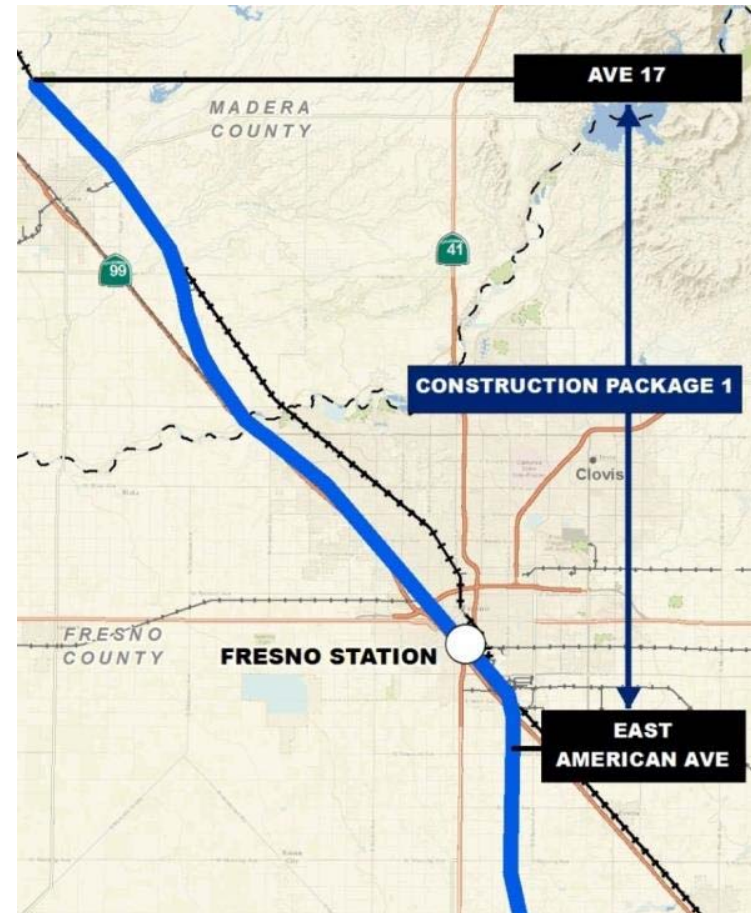 AVE 17
MADERA
COUNTY
41
99
CONSTRUCTION PACKAGE 1
Clovis
FRESNO
COUNTY
FRESNO STATION
EAST
AMERICAN AVE